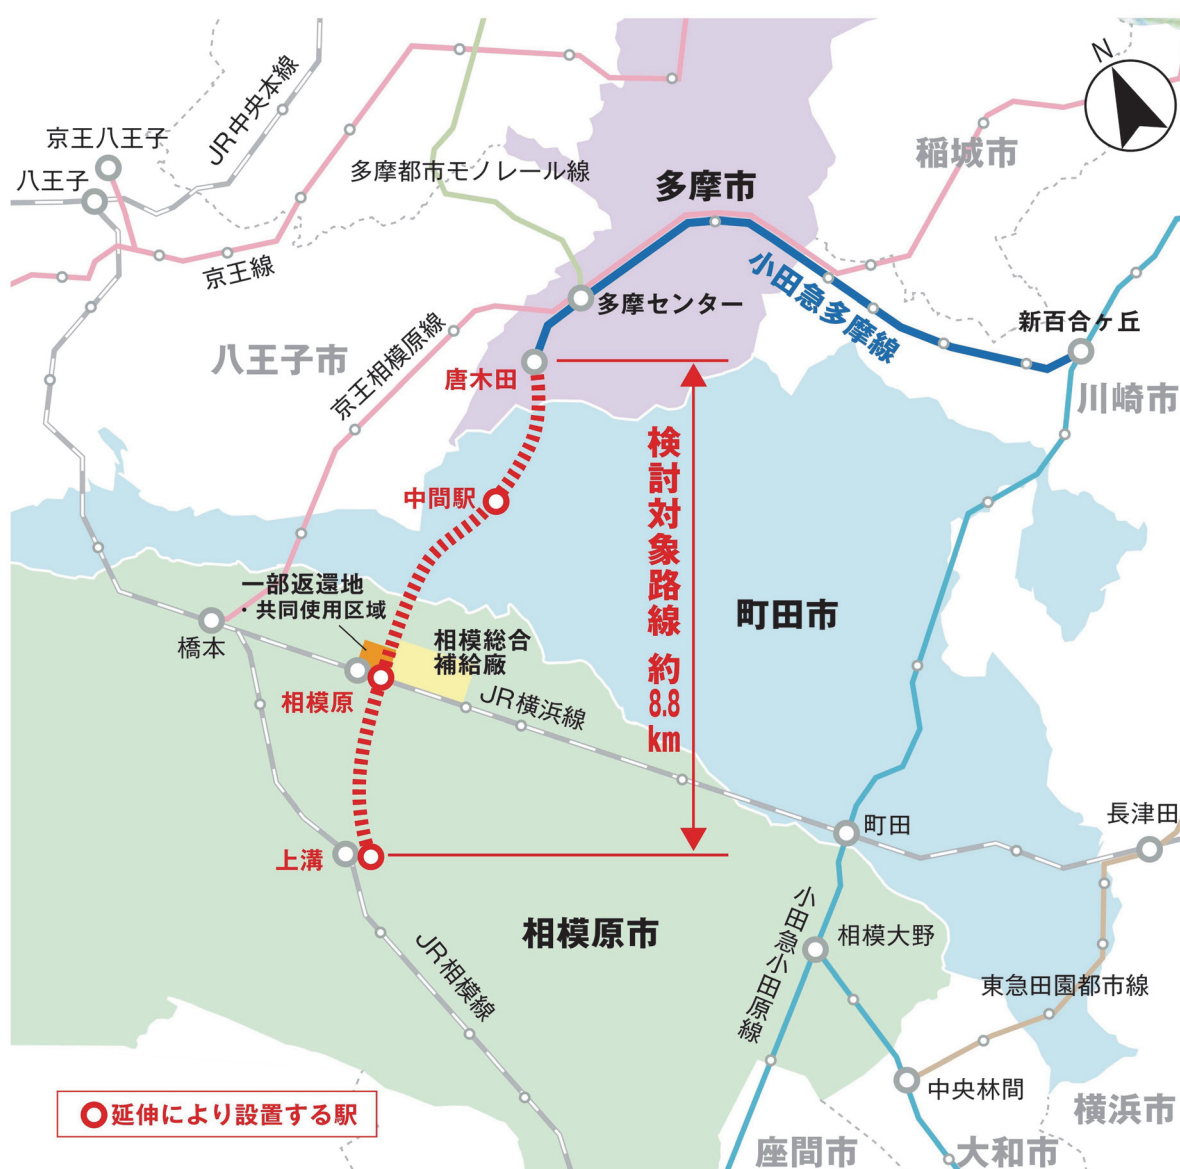 N
JR中央本線
京王八王子
八王子
多摩都市モノレール線
稲城市
多摩市
京王線
小田急多摩線
多摩センター
新百合ヶ丘
八王子市
京王相模原線
唐木田
川崎市
検討対象路線 約8.8km
中間駅
一部返還地
・共同使用区域
町田市
橋本
相模総合
補給廠
相模原
JR横浜線
長津田
町田
上溝
相模原市
小田急小田原線
相模大野
JR相模線
東急田園都市線
中央林間
横浜市
延伸により設置する駅
座間市
大和市